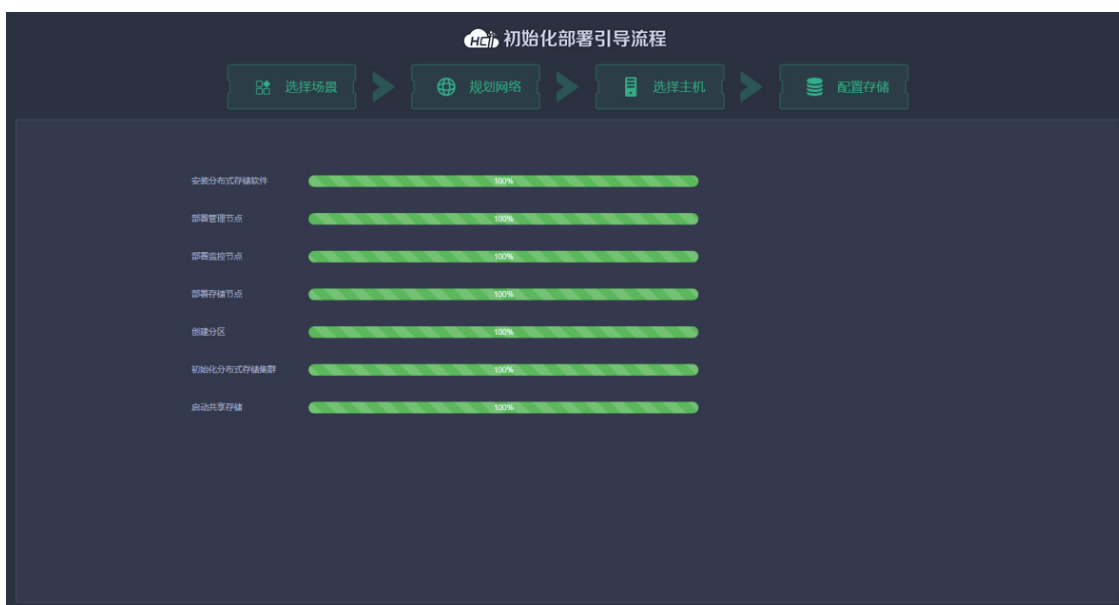 HCI 初始化部署引导流程
选择场景 规划网络 选择主机 配置存储
安装分布式存储软件 100%
部署管理节点 100%
部署监控节点 100%
部署存储节点 100%
创建分区 100%
初始化分布式存储集群 100%
启动共享存储 100%